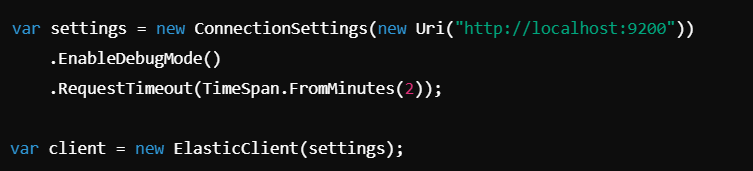 var settings = new ConnectionSettings(new Uri("http://localhost:9200"))
    .EnableDebugMode()
    .RequestTimeout(TimeSpan.FromMinutes(2));

var client = new ElasticClient(settings);